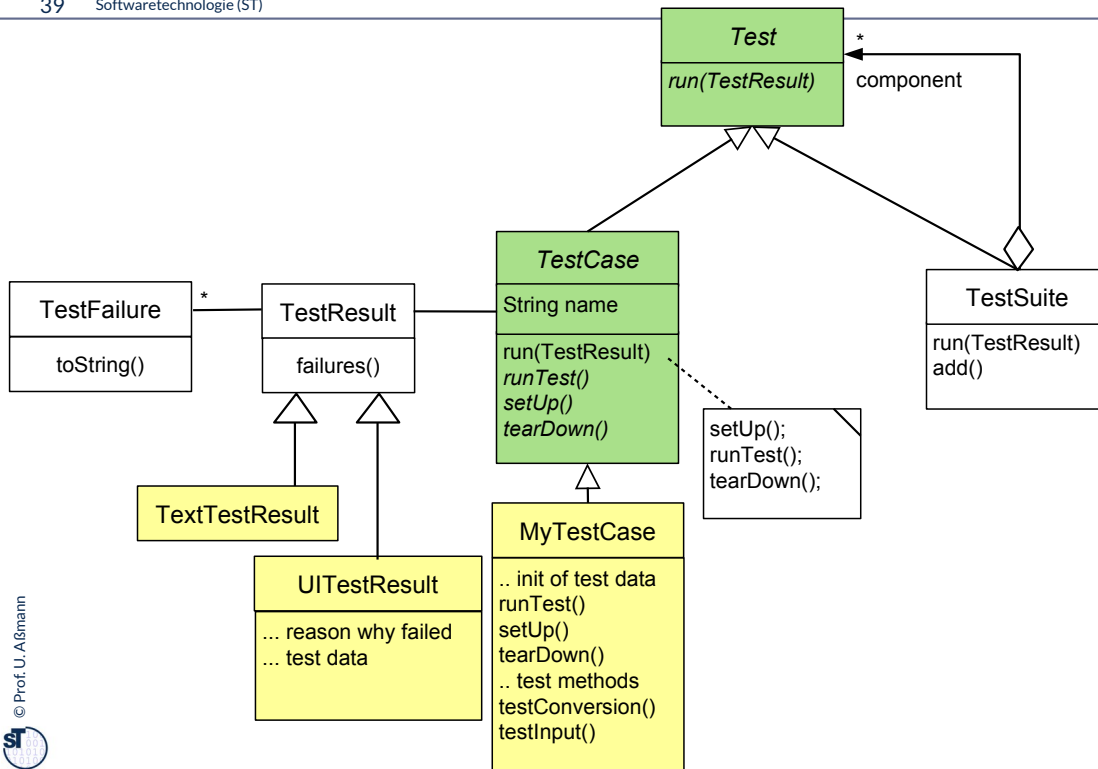 39 Softwaretechnologie (ST)
Test
run(TestResult)
*
component
TestCase
String name
run(TestResult)
runTest()
setUp()
tearDown()
TestSuite
run(TestResult)
add()
TestFailure
toString()
*
TestResult
failures()
setUp();
runTest();
tearDown();
TextTestResult
UITestResult
... reason why failed
... test data
MyTestCase
.. init of test data
runTest()
setUp()
tearDown()
.. test methods
testConversion()
testInput()
© Prof. U. Aßmann
ST